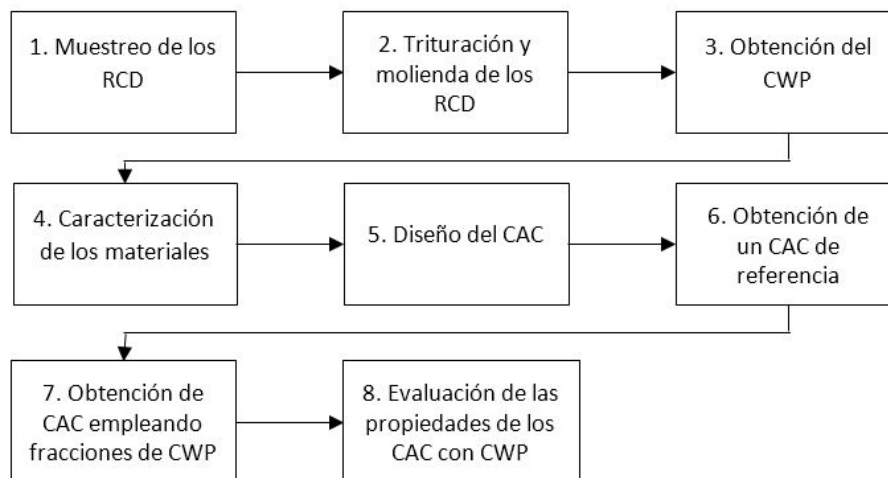 1. Muestreo de los
RCD
2. Trituración y
molienda de los
RCD
3. Obtención del
CWP
4. Caracterización
de los materiales
5. Diseño del CAC
6. Obtención de
un CAC de
referencia
7. Obtención de
CAC empleando
fracciones de CWP
8. Evaluación de las
propiedades de los
CAC con CWP